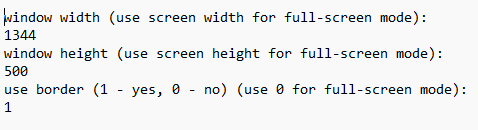 window width (use screen width for full-screen mode):
1344
window height (use screen height for full-screen mode):
500
use border (1 - yes, 0 - no) (use 0 for full-screen mode):
1